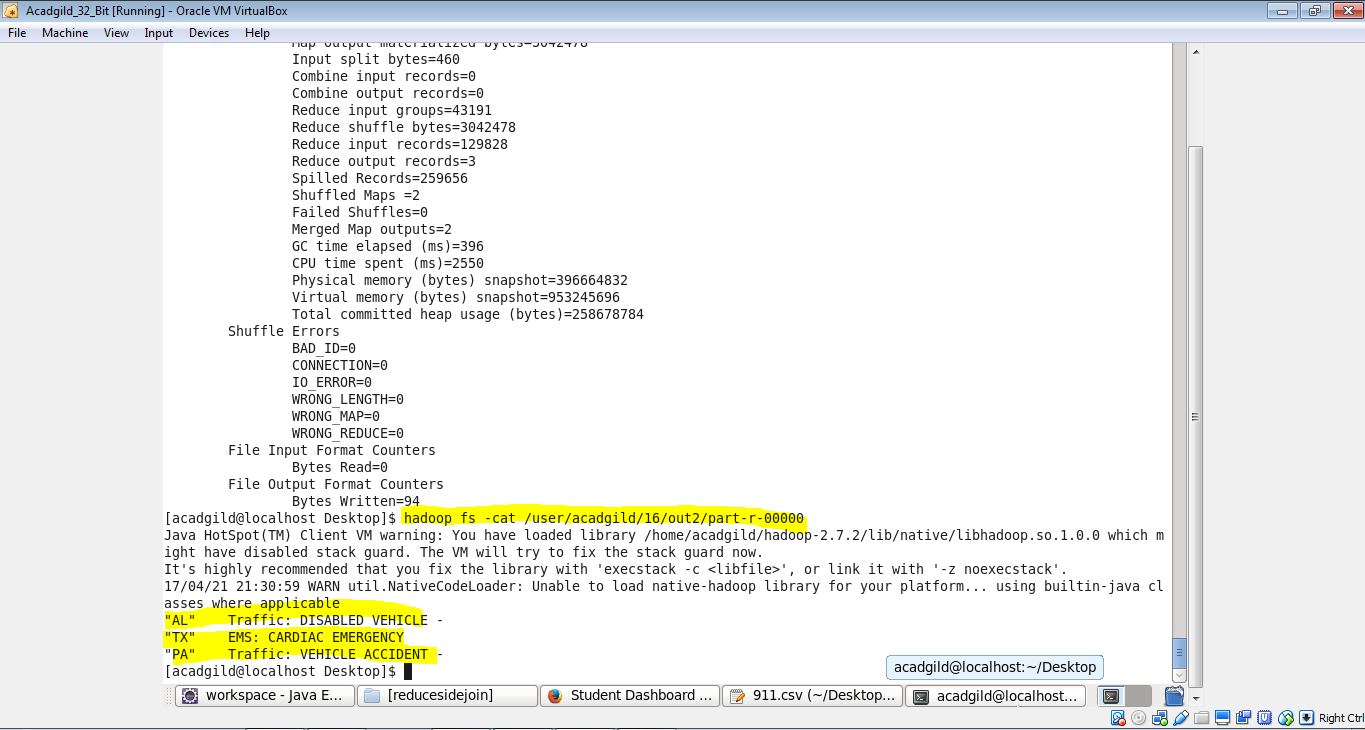 Acadgild_32_Bit [Running] - Oracle VM VirtualBox
File Machine View Input Devices Help
Map output materialized bytes=3042478
Input split bytes=460
Combine input records=0
Combine output records=0
Reduce input groups=43191
Reduce shuffle bytes=3042478
Reduce input records=129828
Reduce output records=3
Spilled Records=259656
Shuffled Maps =2
Failed Shuffles=0
Merged Map outputs=2
GC time elapsed (ms)=396
CPU time spent (ms)=2550
Physical memory (bytes) snapshot=396664832
Virtual memory (bytes) snapshot=953245696
Total committed heap usage (bytes)=258678784
Shuffle Errors
BAD_ID=0
CONNECTION=0
IO_ERROR=0
WRONG_LENGTH=0
WRONG_MAP=0
WRONG_REDUCE=0
File Input Format Counters
Bytes Read=0
File Output Format Counters
Bytes Written=94
[acadgild@localhost Desktop]$ hadoop fs -cat /user/acadgild/16/out2/part-r-00000
Java HotSpot(TM) Client VM warning: You have loaded library /home/acadgild/hadoop-2.7.2/lib/native/libhadoop.so.1.0.0 which m
ight have disabled stack guard. The VM will try to fix the stack guard now.
It's highly recommended that you fix the library with 'execstack -c <libfile>', or link it with '-z noexecstack'.
17/04/21 21:30:59 WARN util.NativeCodeLoader: Unable to load native-hadoop library for your platform... using builtin-java cl
asses where applicable
"AL" Traffic: DISABLED VEHICLE -
"TX" EMS: CARDIAC EMERGENCY
"PA" Traffic: VEHICLE ACCIDENT -
[acadgild@localhost Desktop]$
acadgild@localhost:~/Desktop
workspace - Java E... [reducesidejoin] Student Dashboard ... 911.csv (~/Desktop... acadgild@localhost...
Right Ctrl